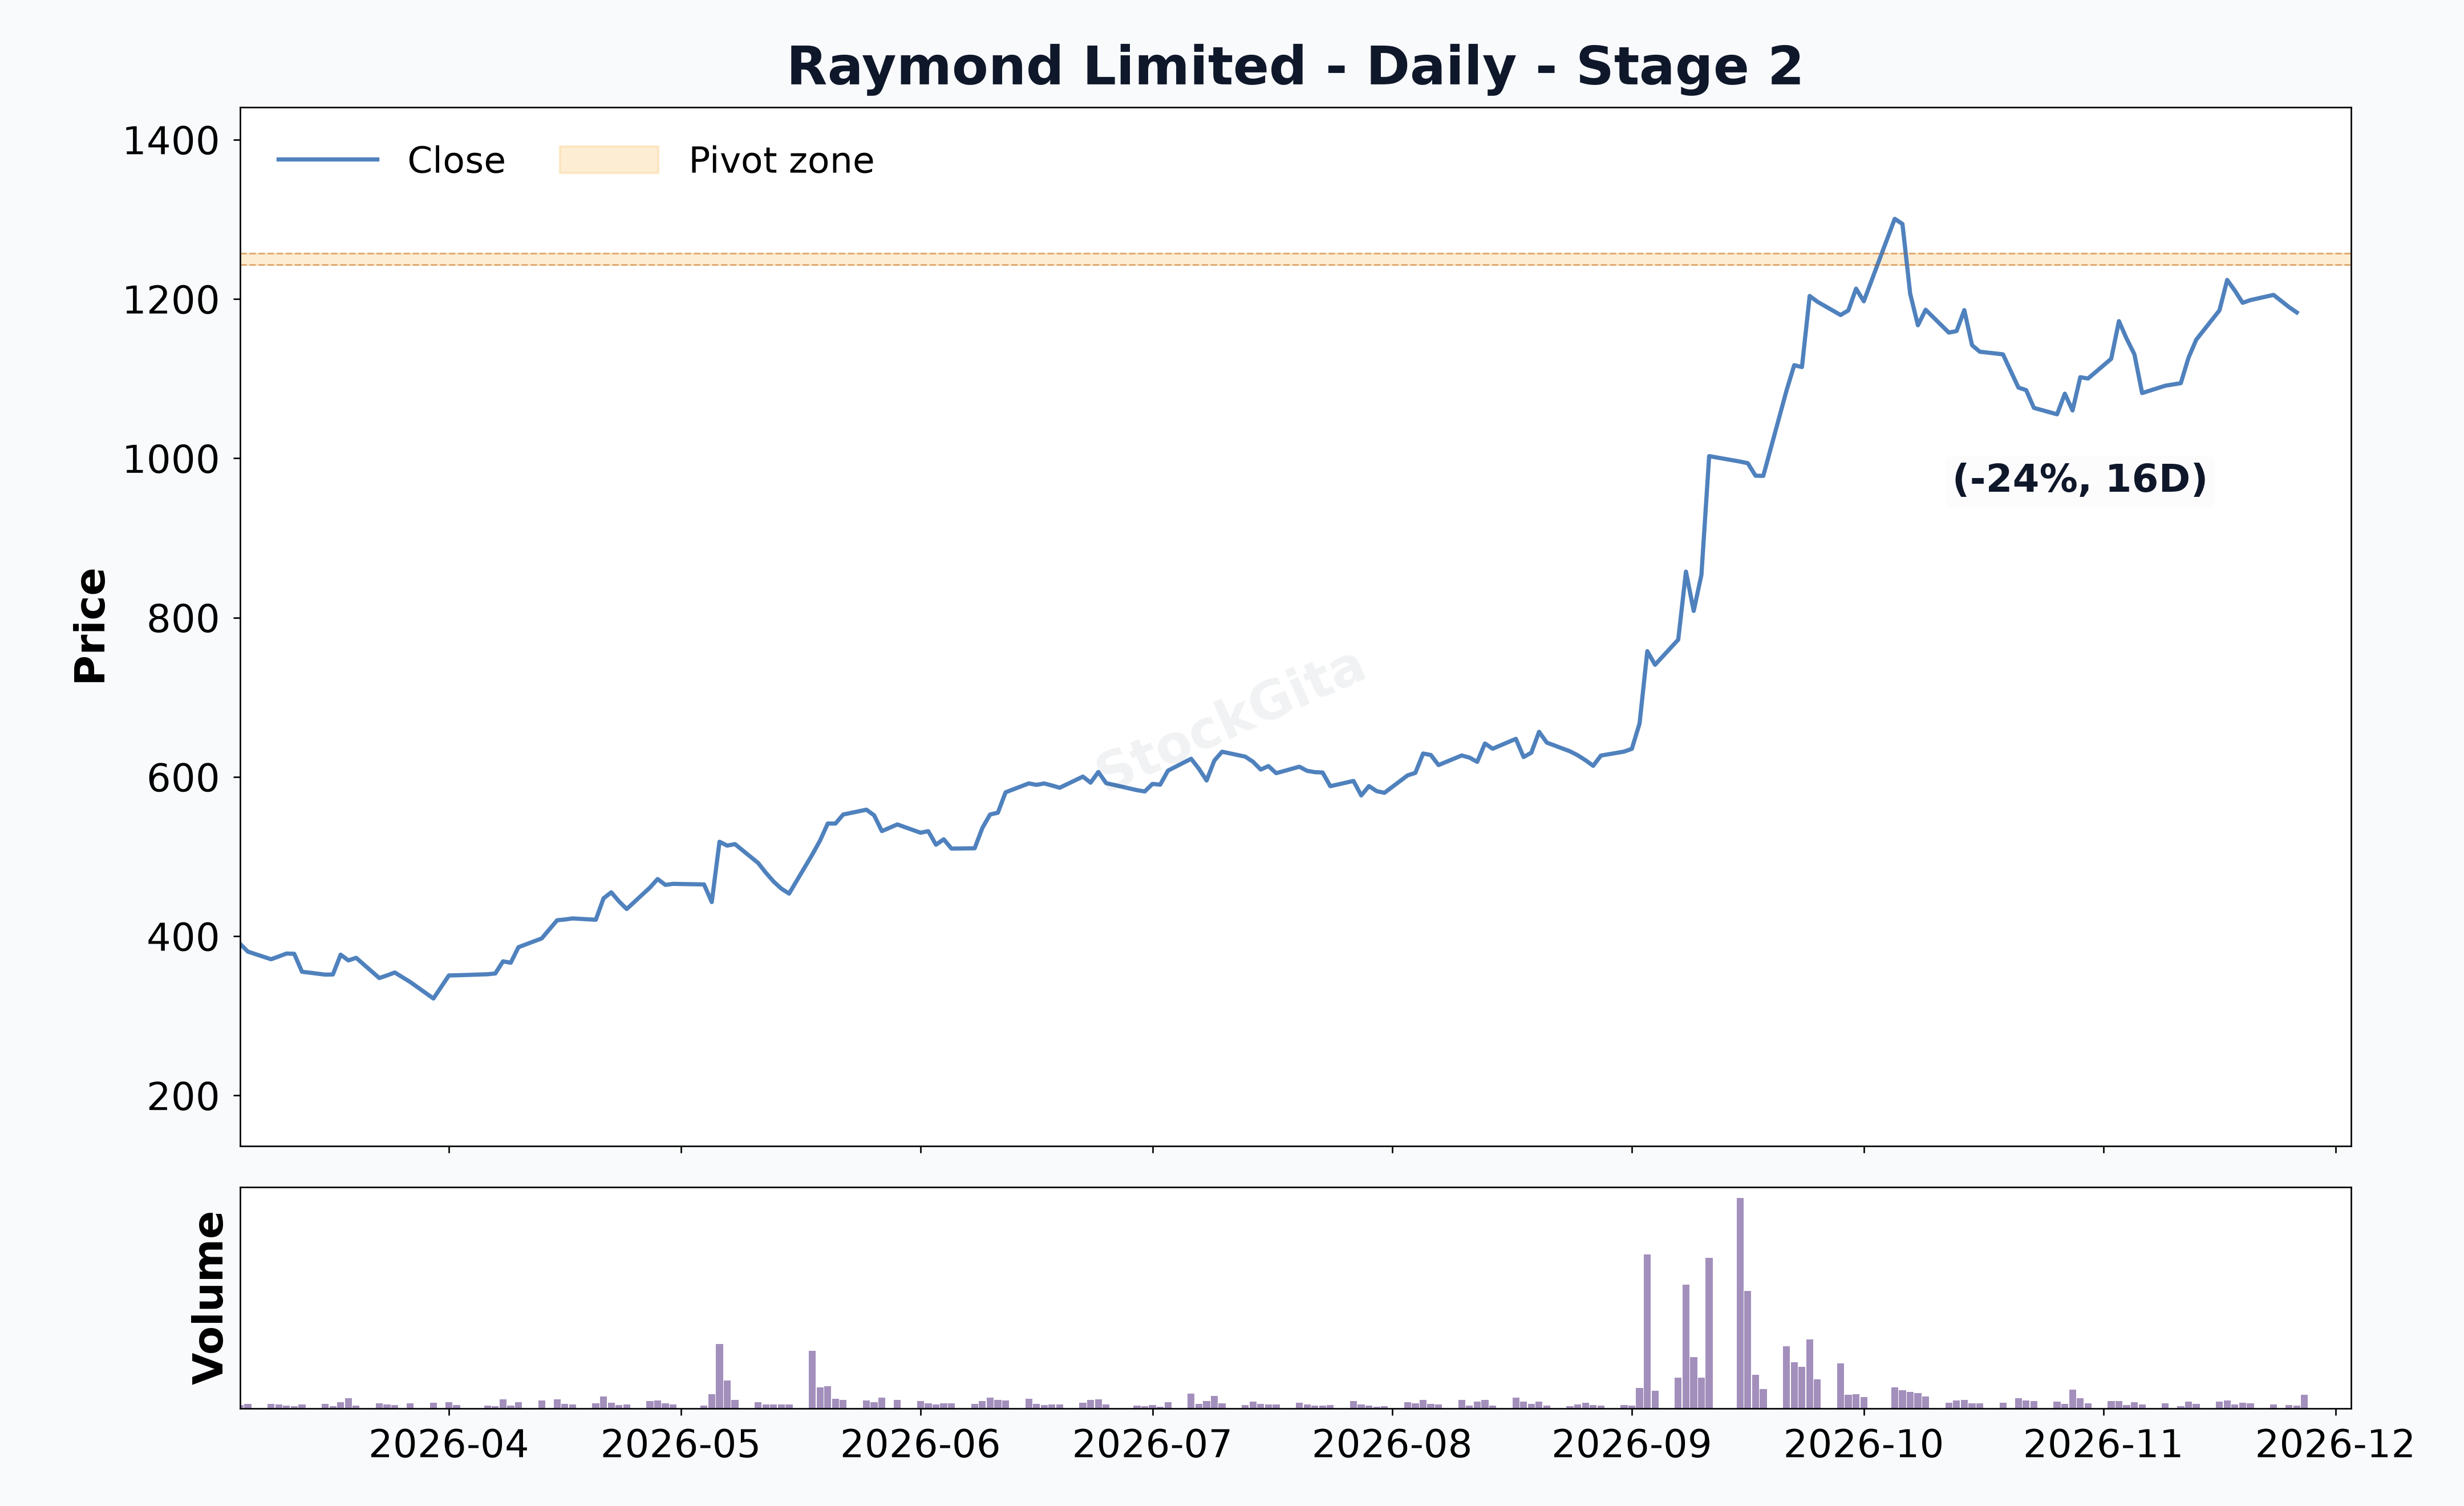 Raymond Limited - Daily - Stage 2
Close
Pivot zone
1400
1200
1000
800
600
400
200
Price
(-24%, 16D)
StockGita
Volume
2026-04
2026-05
2026-06
2026-07
2026-08
2026-09
2026-10
2026-11
2026-12